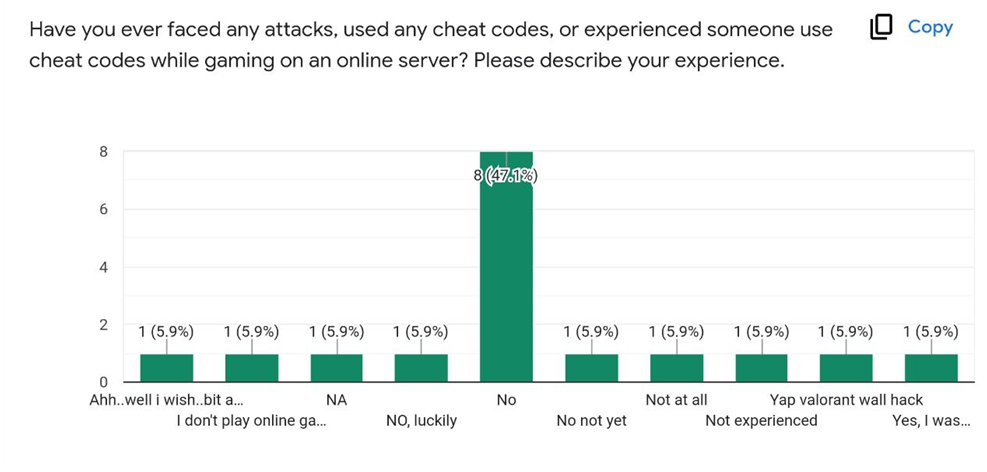 Have you ever faced any attacks, used any cheat codes, or experienced someone use
cheat codes while gaming on an online server? Please describe your experience.
Copy
8
6
4
2
0
1 (5.9%)
1 (5.9%)
1 (5.9%)
1 (5.9%)
8 (47.1%)
1 (5.9%)
1 (5.9%)
1 (5.9%)
1 (5.9%)
1 (5.9%)
Ahh..well i wish..bit a...
I don't play online ga...
NA
NO, luckily
No
No not yet
Not at all
Not experienced
Yap valorant wall hack
Yes, I was...